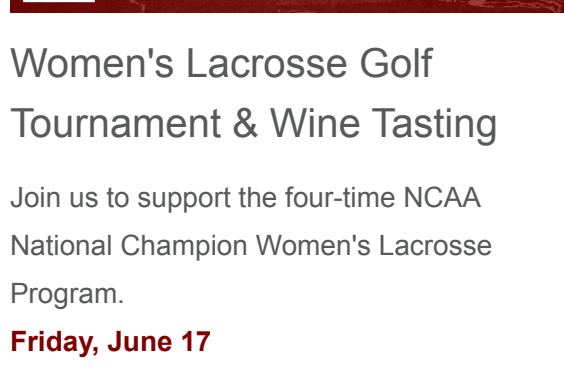 Women's Lacrosse Golf
Tournament & Wine Tasting
Join us to support the four-time NCAA
National Champion Women's Lacrosse
Program.
Friday, June 17